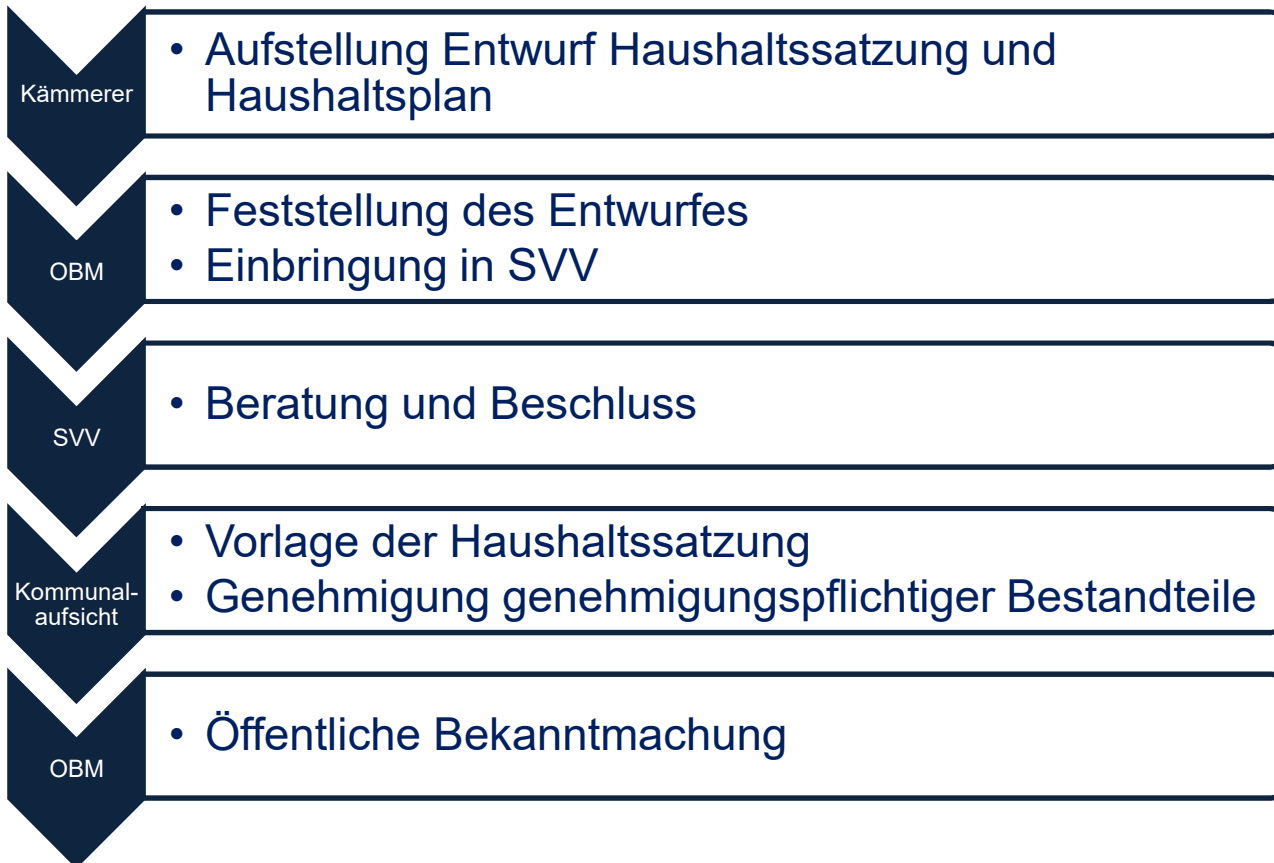 Kämmerer
• Aufstellung Entwurf Haushaltssatzung und
Haushaltsplan
OBM
• Feststellung des Entwurfes
• Einbringung in SVV
SVV
• Beratung und Beschluss
Kommunal-
aufsicht
• Vorlage der Haushaltssatzung
• Genehmigung genehmigungspflichtiger Bestandteile
OBM
• Öffentliche Bekanntmachung